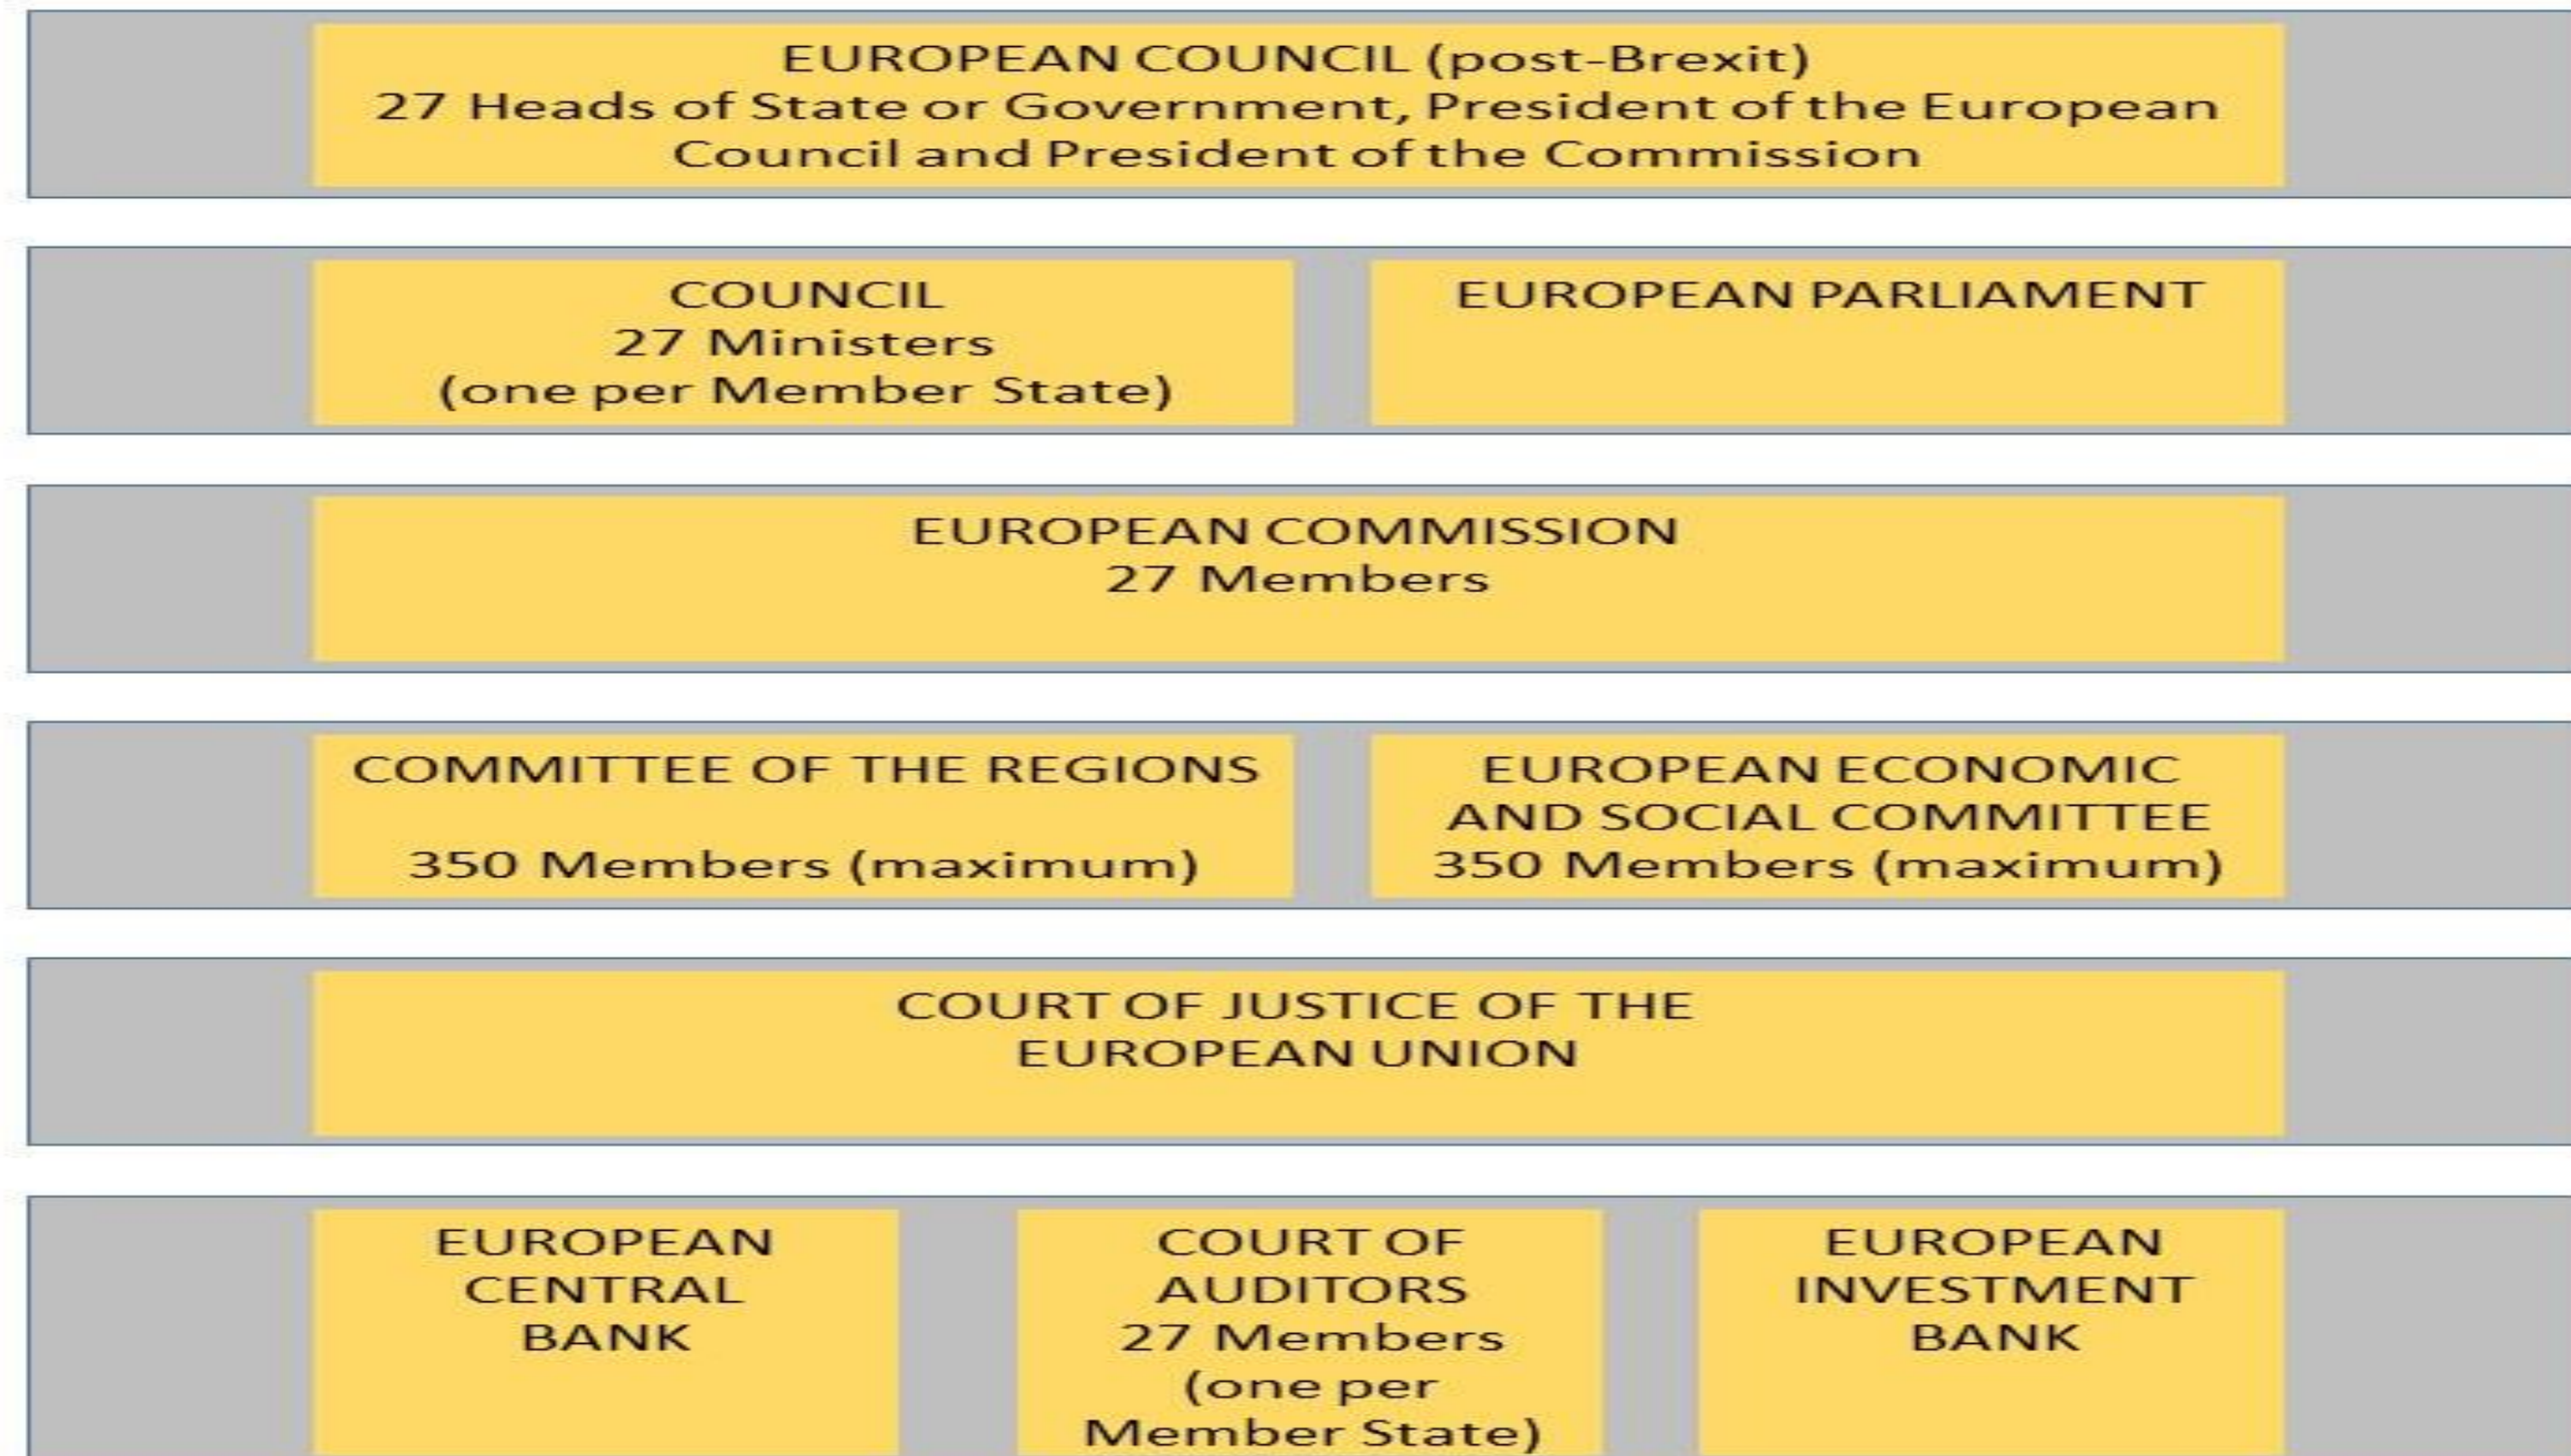 EUROPEAN COUNCIL (post-Brexit)
27 Heads of State or Government, President of the European
Council and President of the Commission
COUNCIL
27 Ministers
(one per Member State)
EUROPEAN PARLIAMENT
EUROPEAN COMMISSION
27 Members
COMMITTEE OF THE REGIONS
350 Members (maximum)
EUROPEAN ECONOMIC
AND SOCIAL COMMITTEE
350 Members (maximum)
COURT OF JUSTICE OF THE
EUROPEAN UNION
EUROPEAN
CENTRAL
BANK
COURT OF
AUDITORS
27 Members
(one per
Member State)
EUROPEAN
INVESTMENT
BANK